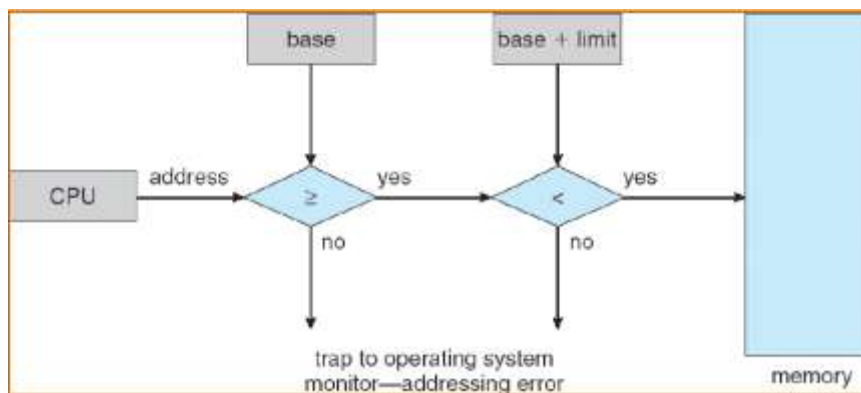 base
base + limit
CPU
address
≥
yes
<
yes
no
no
trap to operating system
monitor—addressing error
memory